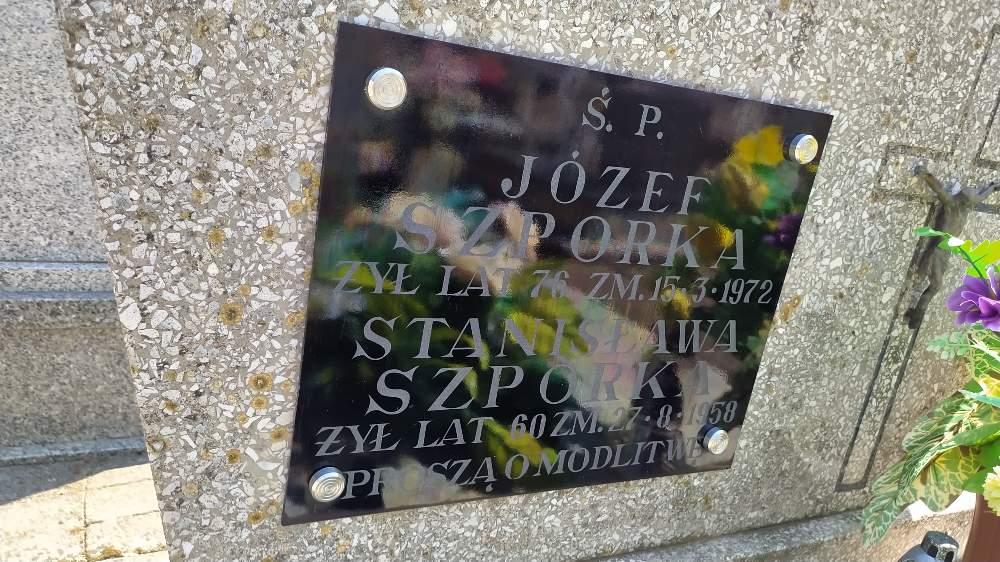 Ś. P.
JÓZEF
SZPORKA
ŻYŁ LAT 76 ZM. 15·3·1972
STANISŁAWA
SZPORKA
ŻYŁ LAT 60 ZM. 27·8·1958
PROSZĄ O MODLITWĘ